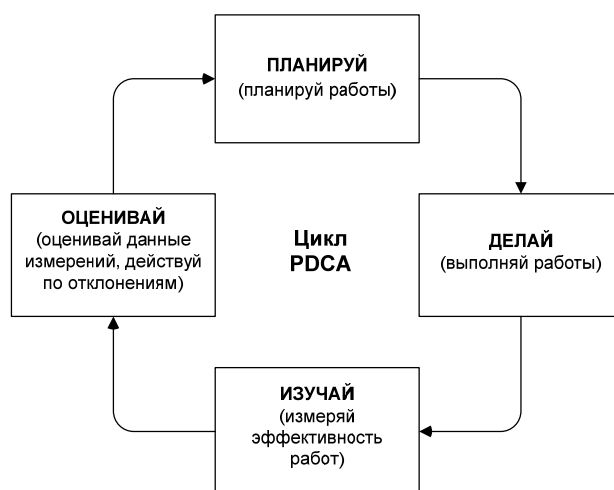 ПЛАНИРУЙ
(планируй работы)
ОЦЕНИВАЙ
(оценивай данные
измерений, действуй
по отклонениям)
Цикл
PDCA
ДЕЛАЙ
(выполняй работы)
ИЗУЧАЙ
(измеряй
эффективность
работ)